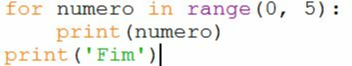 for numero in range(0, 5):
    print(numero)
print('Fim')